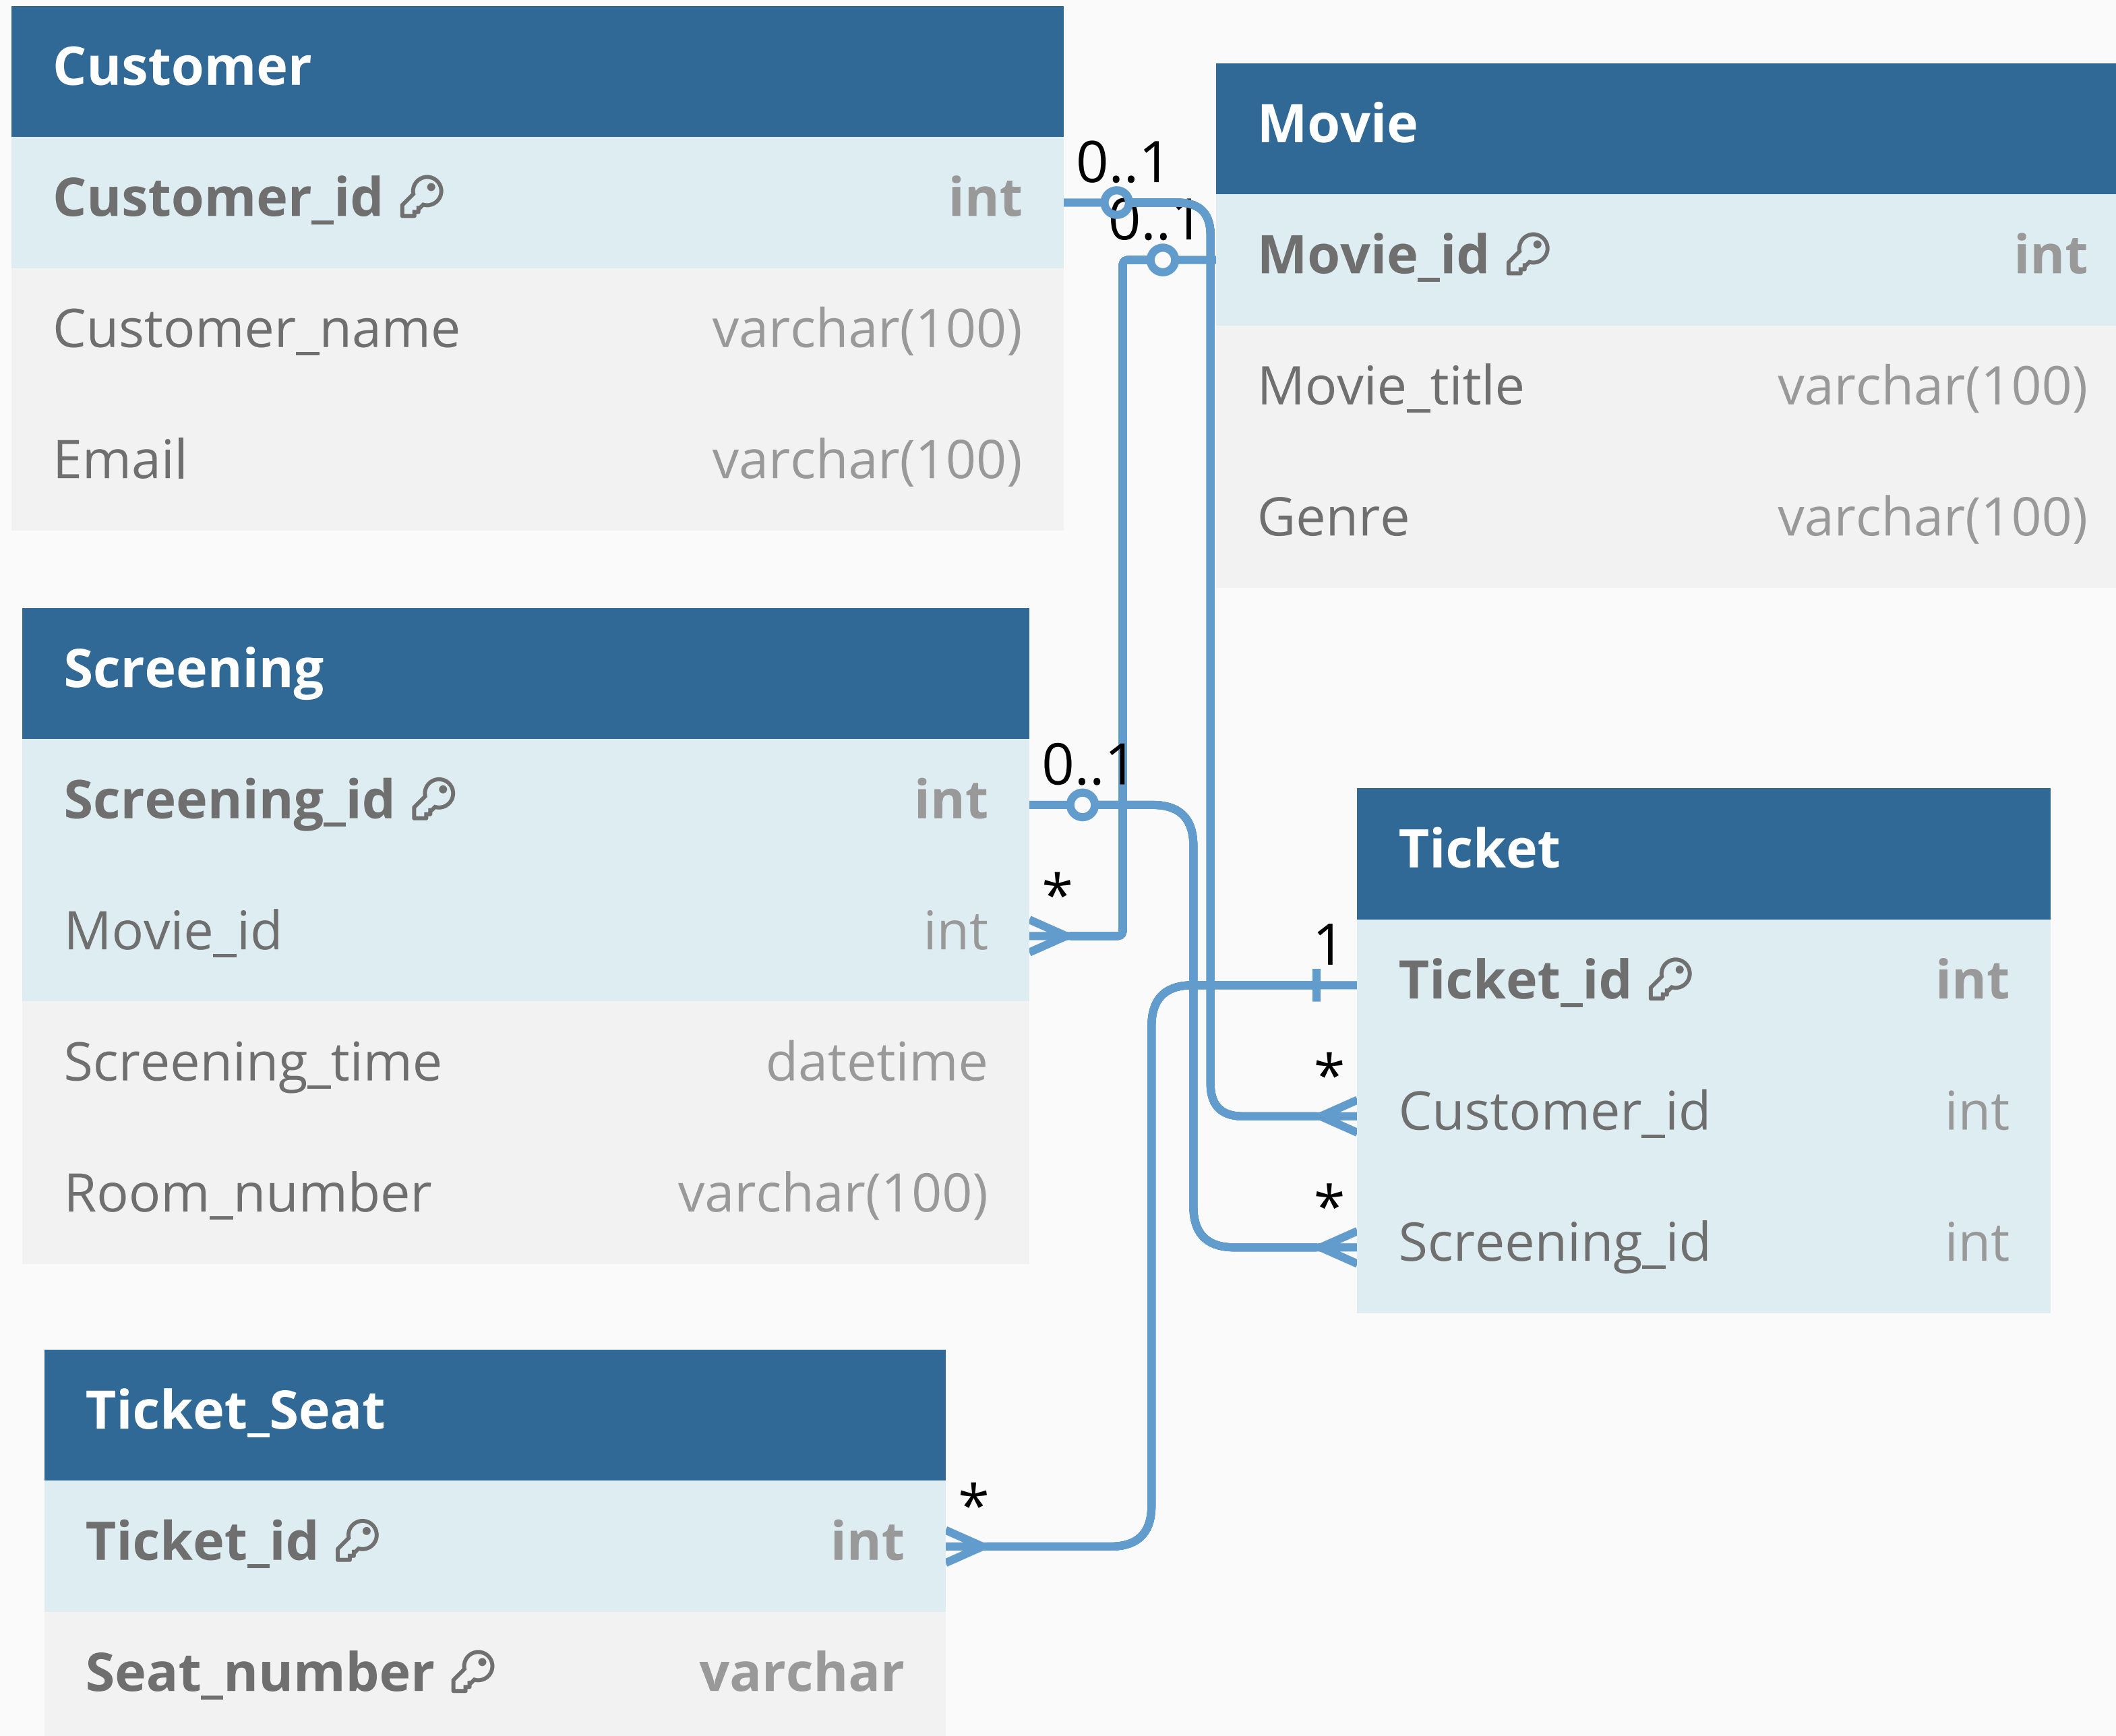 Customer
Customer_id int
Customer_name varchar(100)
Email varchar(100)
0..1
0..1
Movie
Movie_id int
Movie_title varchar(100)
Genre varchar(100)
Screening
Screening_id int
Movie_id int
Screening_time datetime
Room_number varchar(100)
0..1
*
Ticket
Ticket_id int
Customer_id int
Screening_id int
1
*
*
Ticket_Seat
Ticket_id int
Seat_number varchar
*